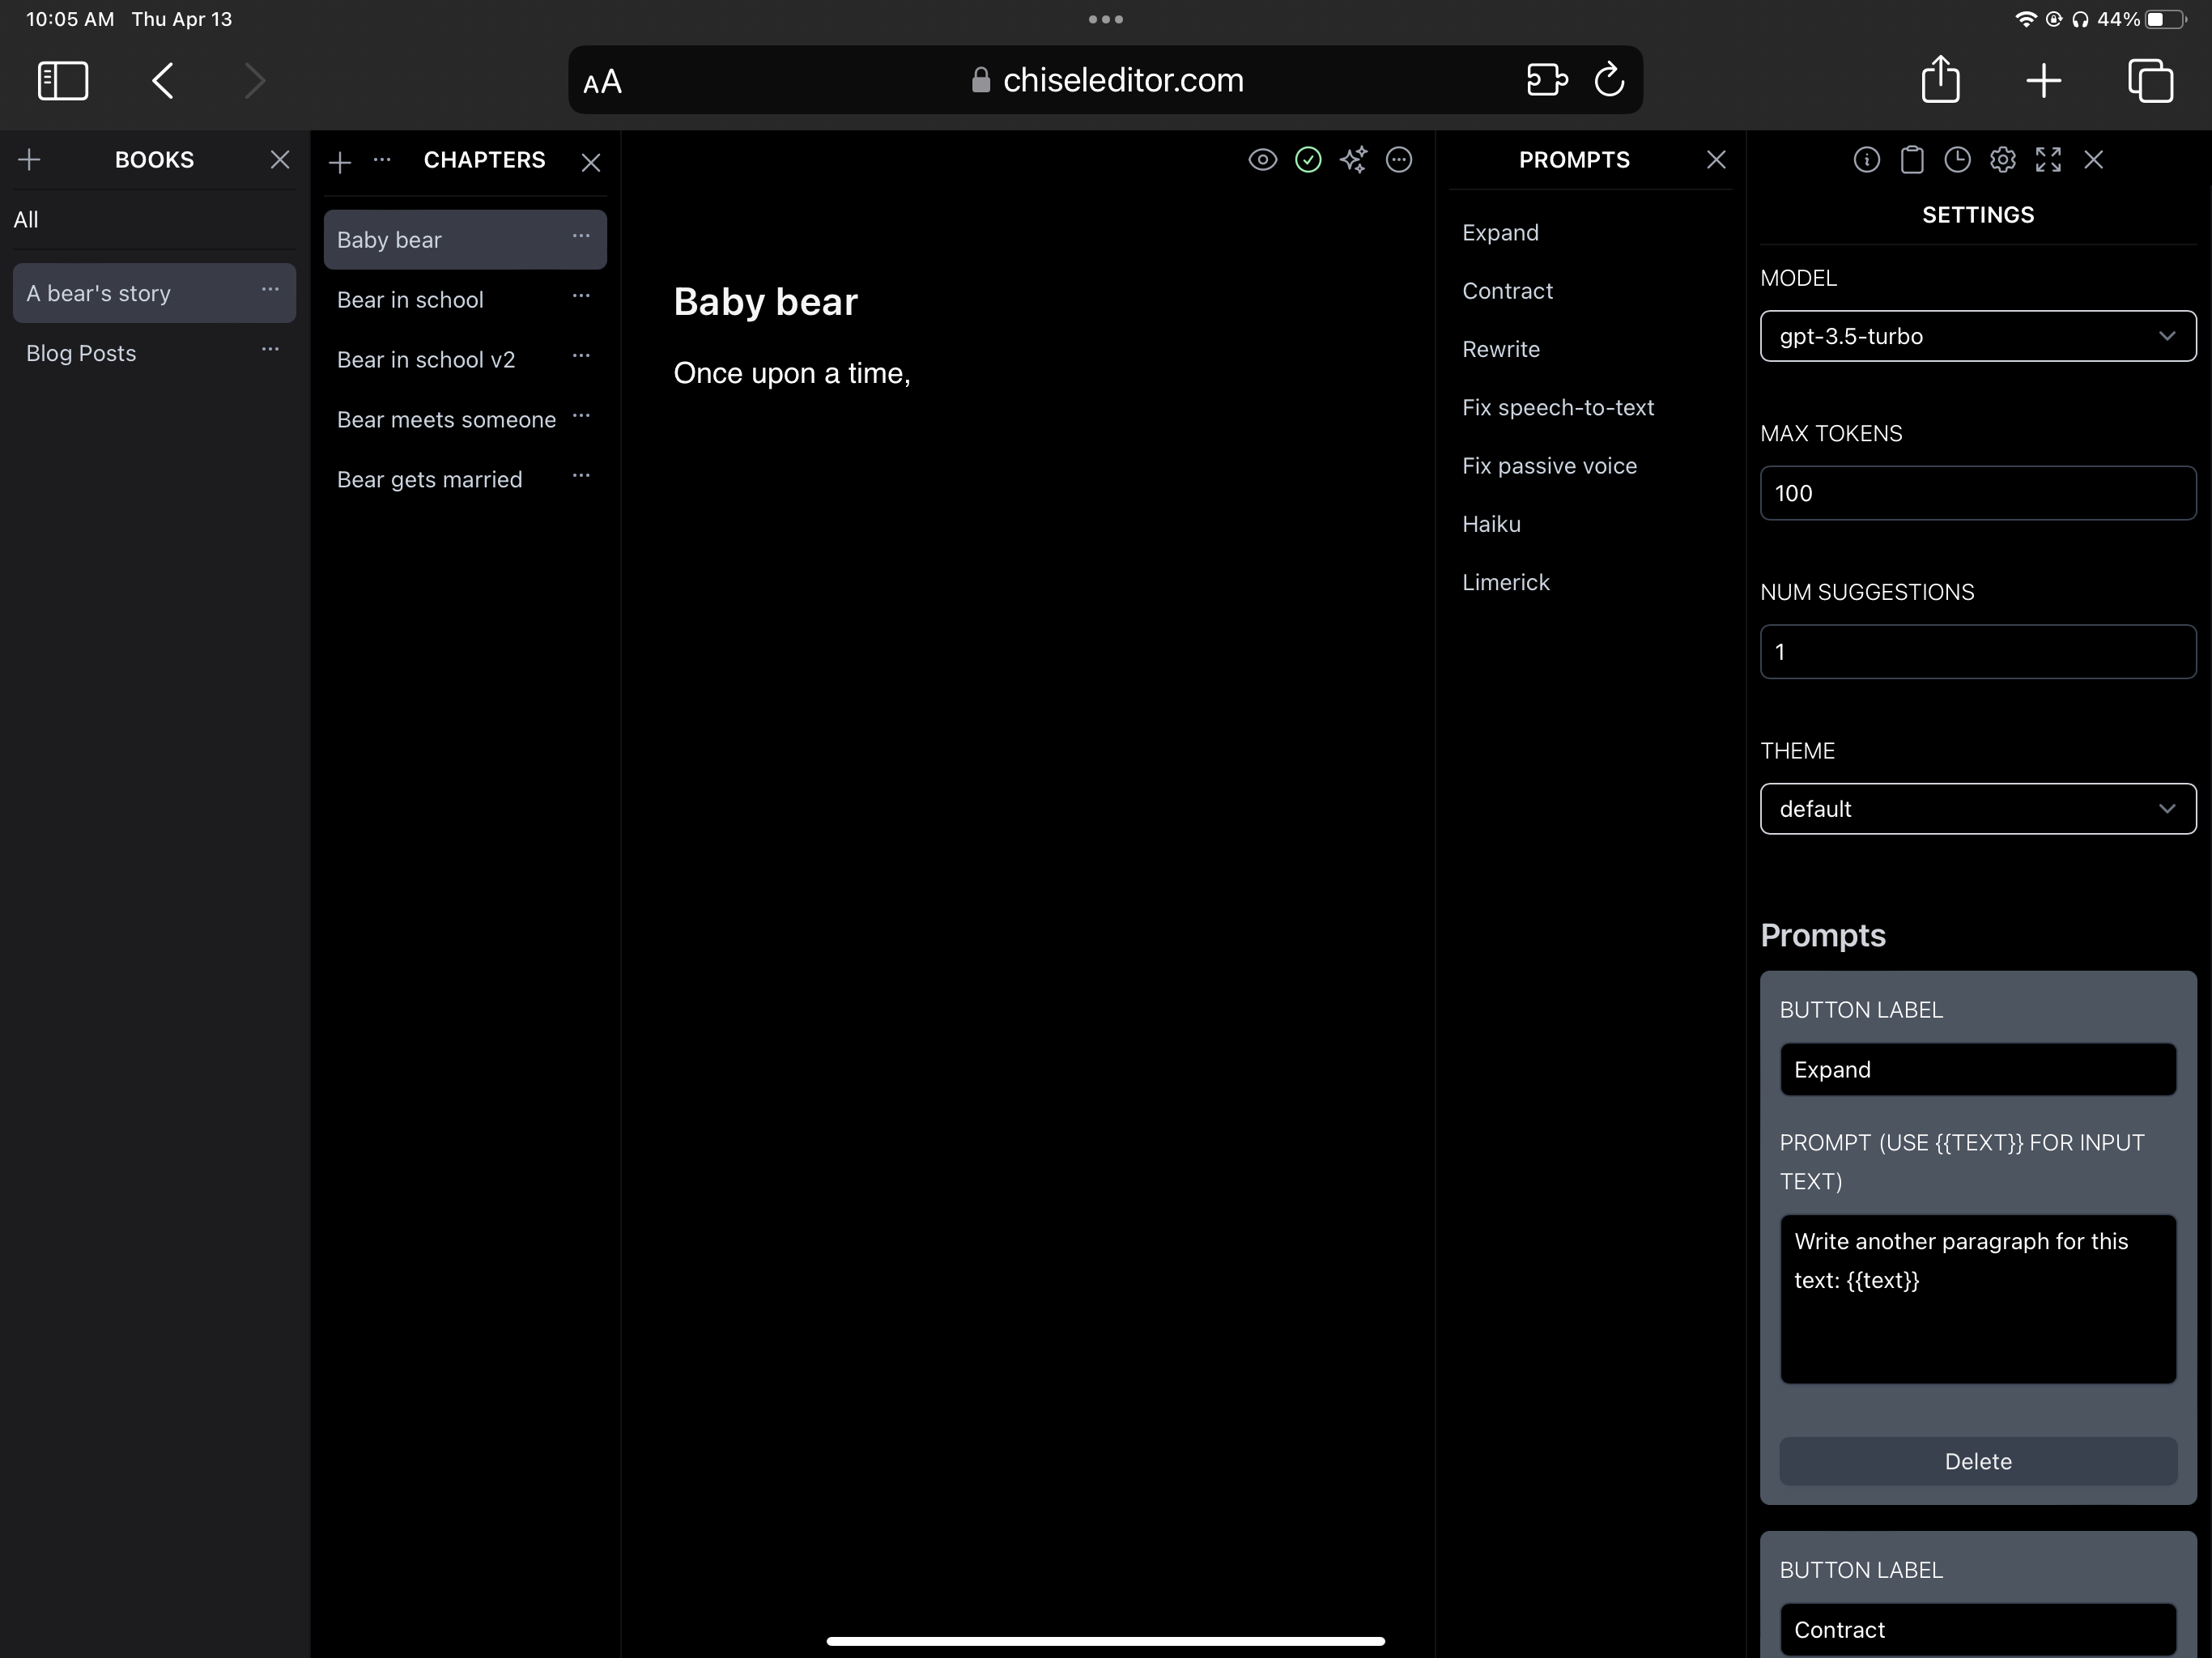 10:05 AM Thu Apr 13
44%
AA
chiseleditor.com
BOOKS
All
A bear's story
Blog Posts
CHAPTERS
Baby bear
Bear in school
Bear in school v2
Bear meets someone
Bear gets married
Baby bear
Once upon a time,
PROMPTS
Expand
Contract
Rewrite
Fix speech-to-text
Fix passive voice
Haiku
Limerick
SETTINGS
MODEL
gpt-3.5-turbo
MAX TOKENS
100
NUM SUGGESTIONS
1
THEME
default
Prompts
BUTTON LABEL
Expand
PROMPT (USE {{TEXT}} FOR INPUT
TEXT)
Write another paragraph for this
text: {{text}}
Delete
BUTTON LABEL
Contract